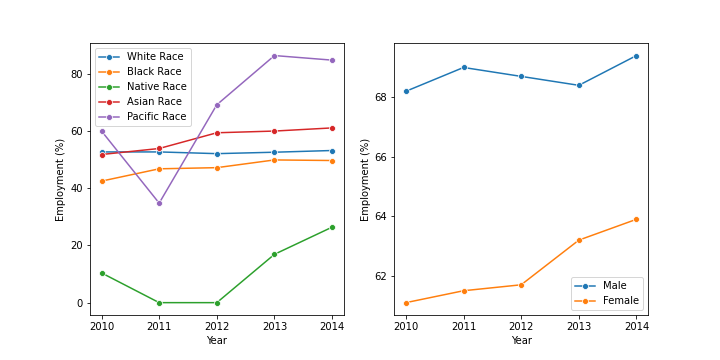 White Race
Black Race
Native Race
Asian Race
Pacific Race
80
60
40
20
0
Employment (%)
2010 2011 2012 2013 2014
Year
68
66
64
62
Employment (%)
Male
Female
2010 2011 2012 2013 2014
Year